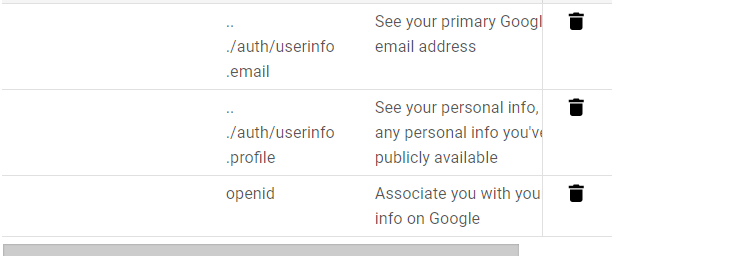 ..
./auth/userinfo
.email
See your primary Googl
email address
..
./auth/userinfo
.profile
See your personal info,
any personal info you've
publicly available
openid
Associate you with you
info on Google